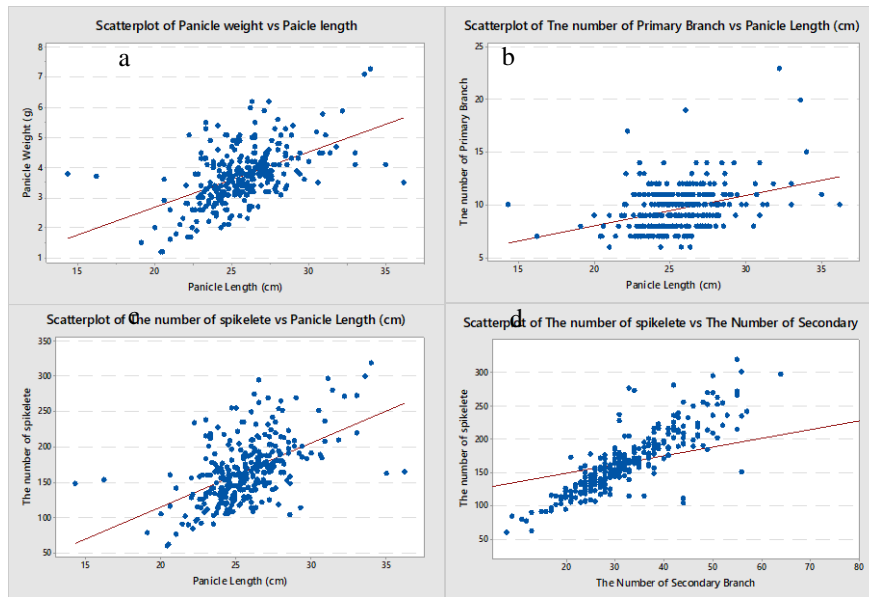 Scatterplot of Panicle weight vs Paicle length
a
8
7
6
5
4
3
2
1
Panicle Weight (g)
15 20 25 30 35
Panicle Length (cm)
Scatterplot of Tne number of Primary Branch vs Panicle Length (cm)
b
25
20
15
10
5
Tne number of Primary Branch
15 20 25 30 35
Panicle Length (cm)
Scatterplot of The number of spikelete vs Panicle Length (cm)
c
350
300
250
200
150
100
50
The number of spikelete
15 20 25 30 35
Panicle Length (cm)
Scatterplot of The number of spikelete vs The Number of Secondary
d
300
250
200
150
100
50
The number of spikelete
20 30 40 50 60 70 80
The Number of Secondary Branch